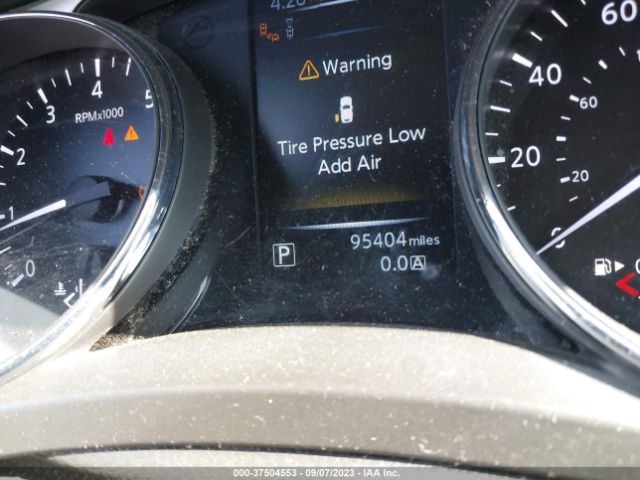 Warning
Tire Pressure Low
Add Air
95404 miles
P
0.0 A
5
4
3
2
1
0
RPMx1000
60
40
20
0
60
20
000-37504553 - 09/07/2023 - IAA Inc.